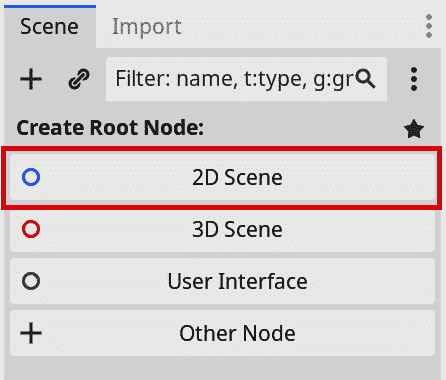 Scene Import
Filter: name, t:type, g:gr
Create Root Node:
2D Scene
3D Scene
User Interface
Other Node